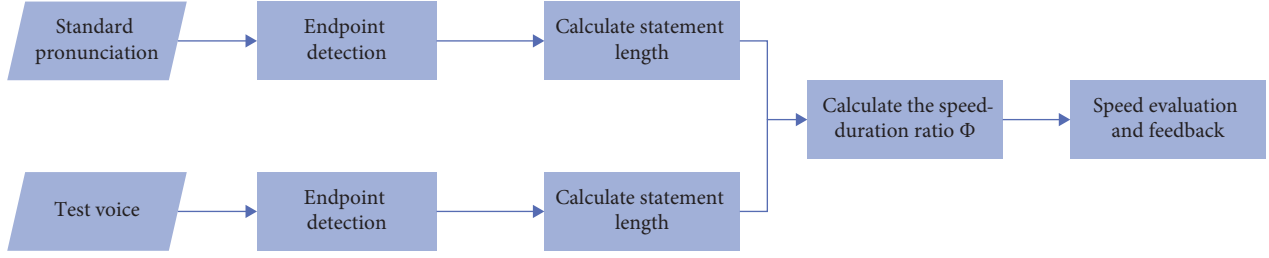 Standard
pronunciation
Endpoint
detection
Calculate statement
length
Calculate the speed-
duration ratio Φ
Speed evaluation
and feedback
Test voice
Endpoint
detection
Calculate statement
length